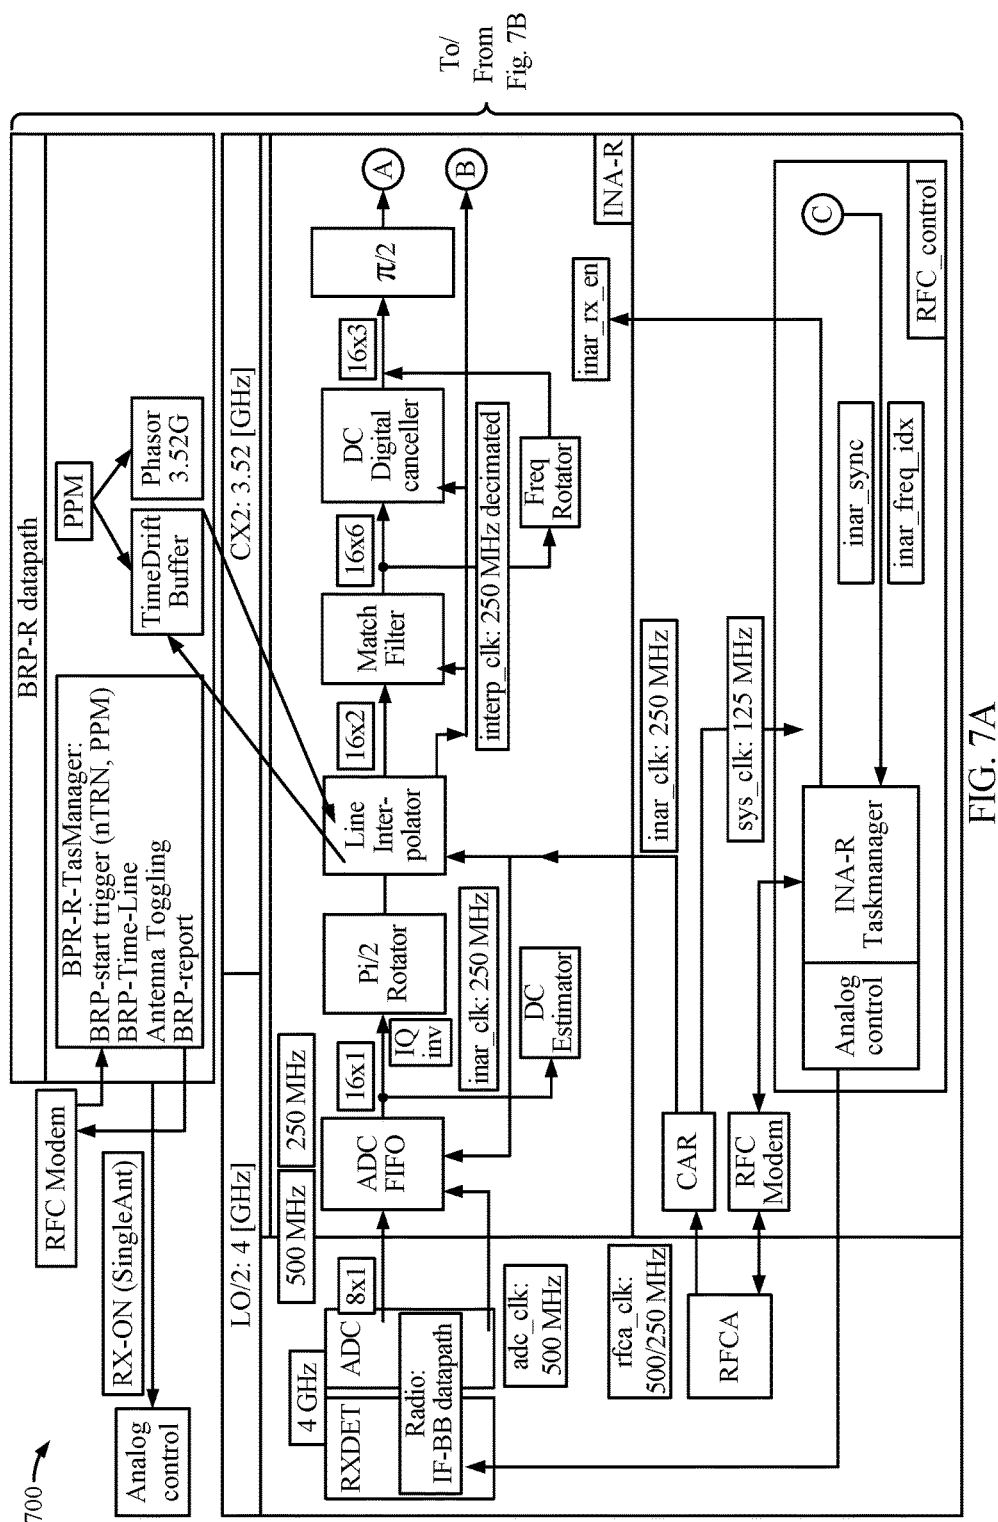 700
Analog
control
RX-ON (SingleAnt)
RFC Modem
BRP-R datapath
BPR-R-TasManager:
BRP-start trigger (nTRN, PPM)
BRP-Time-Line
Antenna Toggling
BRP-report
PPM
TimeDrift
Buffer
Phasor
3.52G
To/
From
Fig. 7B
LO/2: 4 [GHz]
CX2: 3.52 [GHz]
4 GHz
RXDET
ADC
8x1
Radio:
IF-BB datapath
500 MHz
250 MHz
adc_clk:
500 MHz
ADC
FIFO
16x1
IQ
inv
Pi/2
Rotator
inar_clk: 250 MHz
DC
Estimator
Line
Inter-
polator
16x2
Match
Filter
16x6
DC
Digital
canceller
16x3
π/2
A
B
interp_clk: 250 MHz decimated
Freq
Rotator
inar_rx_en
INA-R
rfca_clk:
500/250 MHz
RFCA
CAR
RFC
Modem
inar_clk: 250 MHz
sys_clk: 125 MHz
Analog
control
INA-R
Taskmanager
inar_sync
inar_freq_idx
C
RFC_control
FIG. 7A